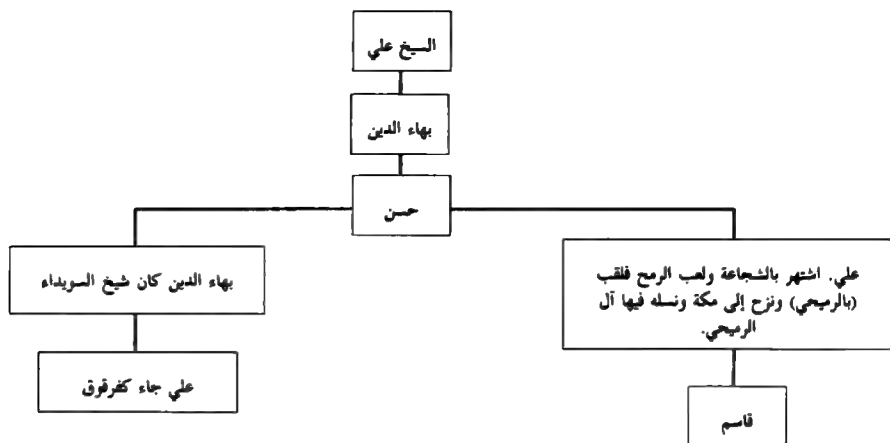 السيخ علي
بهاء الدين
حسن
علي. اشتهر بالشجاعة ولعب الرمح فلقب
(بالرميحي) ونزح إلى مكة ونسله فيها آل
الرميحي.
بهاء الدين كان شيخ السويداء
علي جاء كفرقوق
قاسم